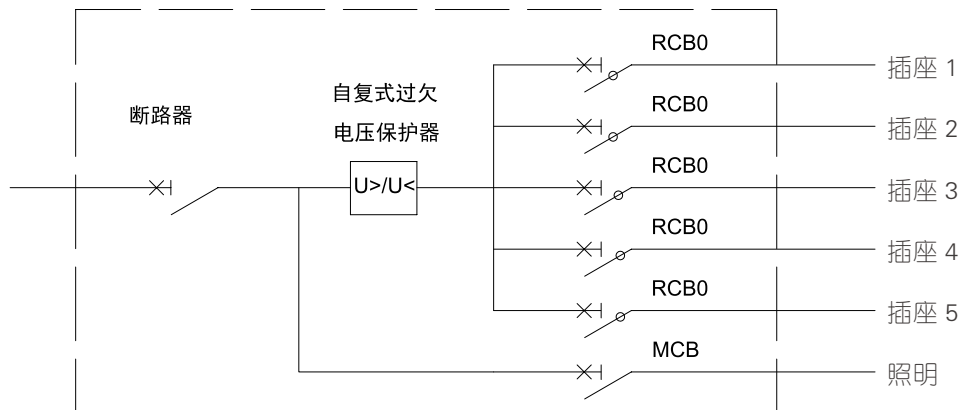 断路器
自复式过欠
电压保护器
U>/U<
RCB0
插座 1
RCB0
插座 2
RCB0
插座 3
RCB0
插座 4
RCB0
插座 5
MCB
照明